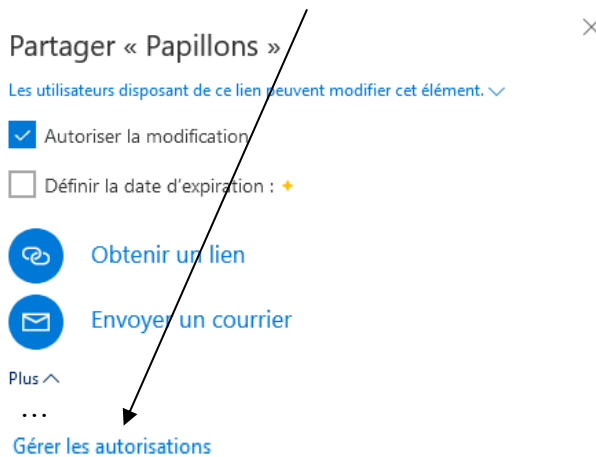 Partager « Papillons »
Les utilisateurs disposant de ce lien peuvent modifier cet élément.
Autoriser la modification
Définir la date d'expiration :
Obtenir un lien
Envoyer un courrier
Plus
...
Gérer les autorisations